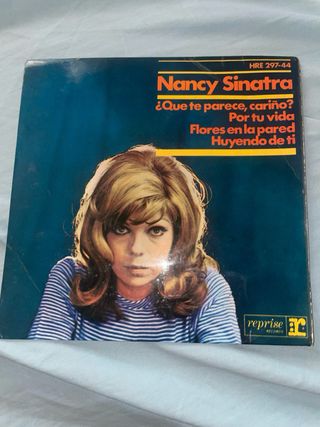 HRE 297-44
Nancy Sinatra
¿Que te parece, cariño?
Por tu vida
Flores en la pared
Huyendo de ti
reprise
RECORDS